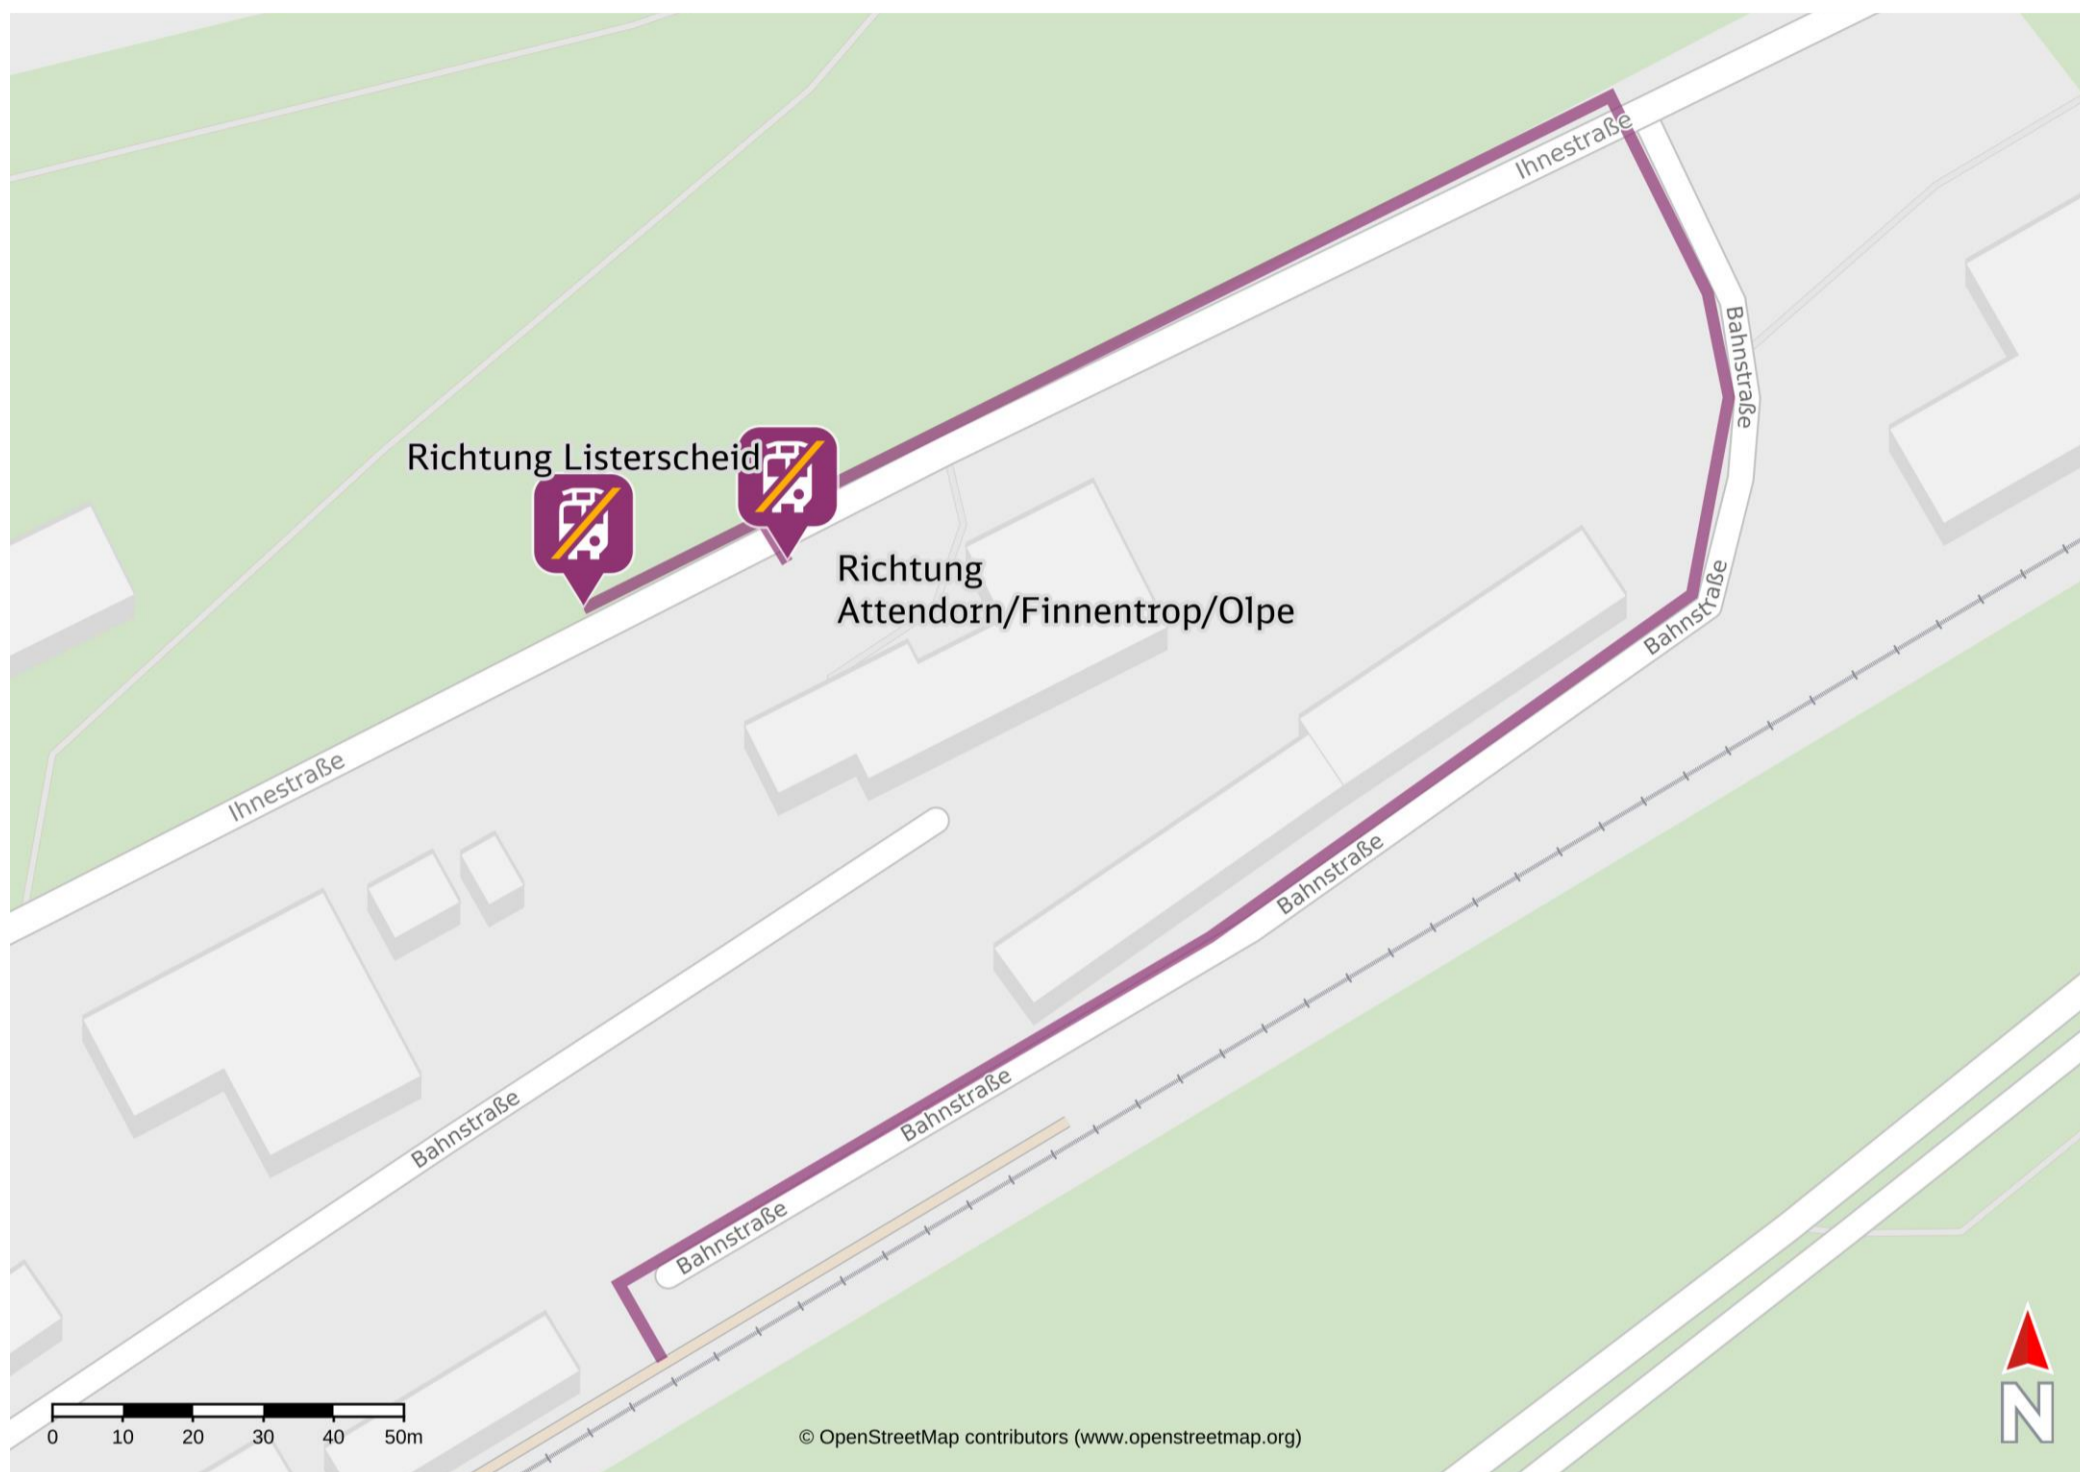 Ihnestraße
Bahnstraße
Richtung Listerscheid
Richtung
Attendorn/Finnentrop/Olpe
Bahnstraße
Ihnestraße
Bahnstraße
Bahnstraße
Bahnstraße
Bahnstraße
0 10 20 30 40 50m
© OpenStreetMap contributors (www.openstreetmap.org)
N